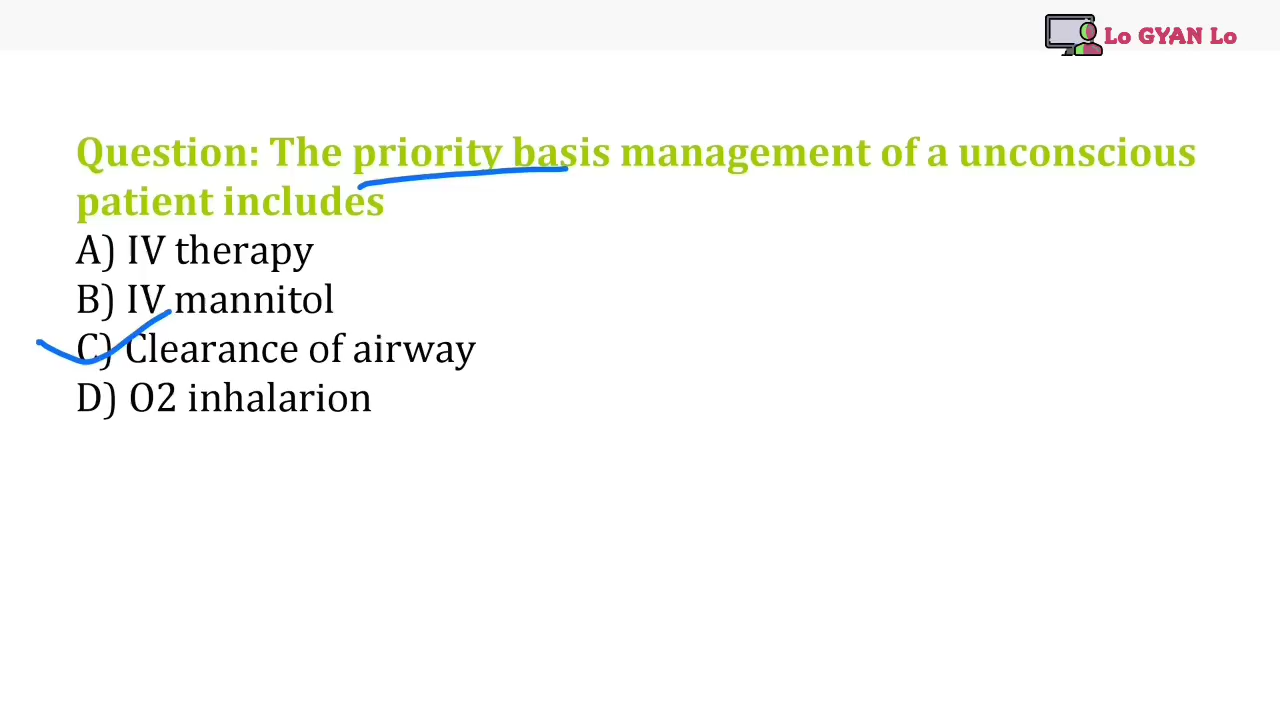 Lo GYAN Lo
Question: The priority basis management of a unconscious
patient includes
A) IV therapy
B) IV mannitol
C) Clearance of airway
D) O2 inhalarion